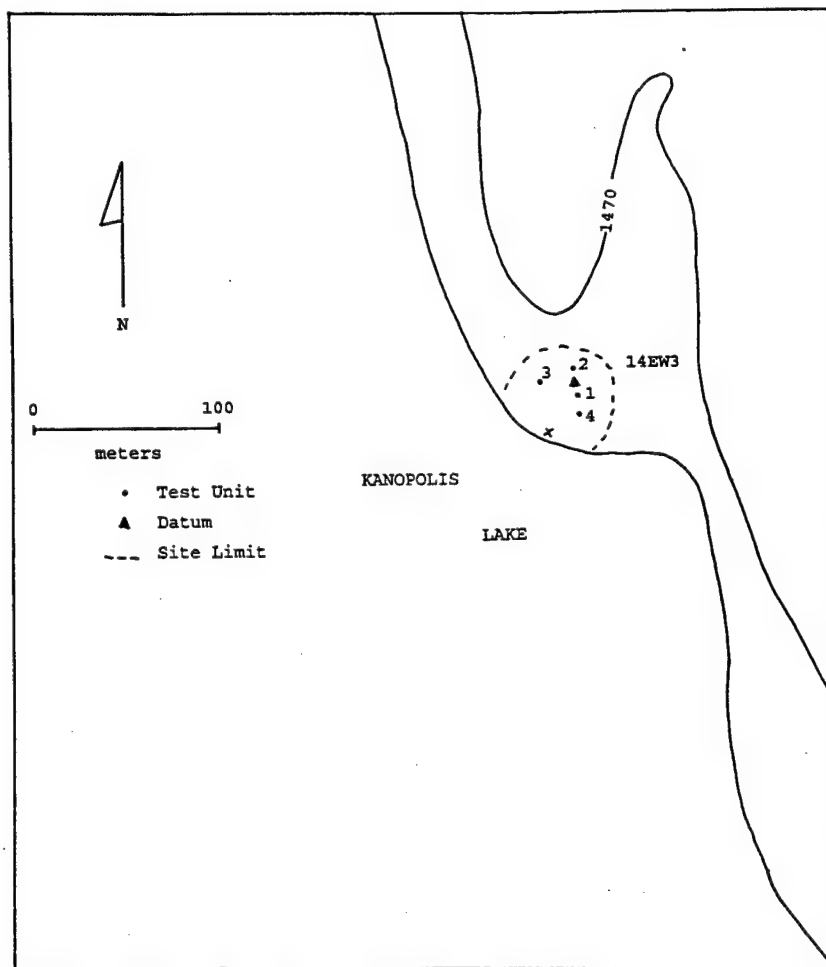 1470
N
14EW3
2
3
1
4
x
0 100
meters
Test Unit
Datum
Site Limit
KANOPOLIS
LAKE